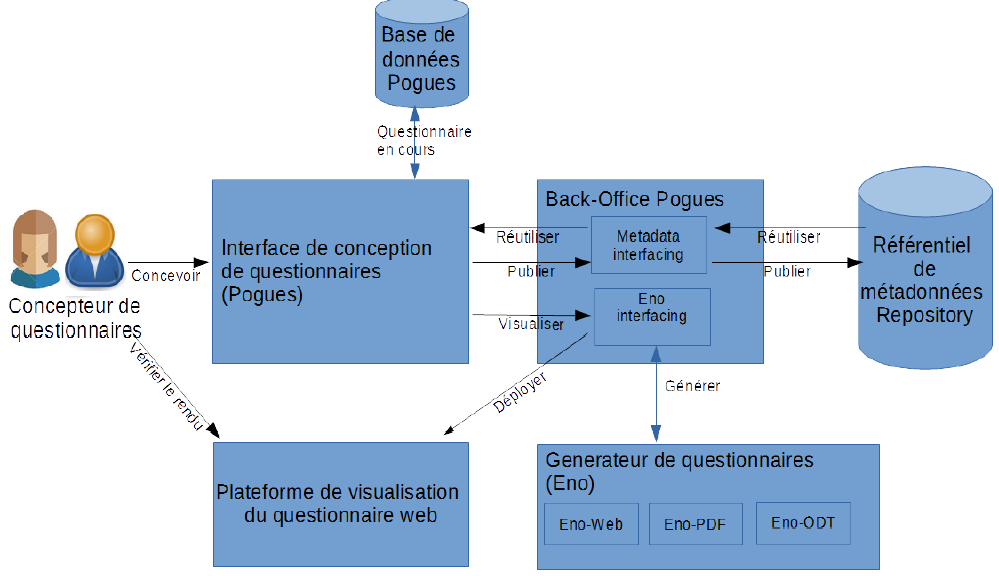 Base de
données
Pogues
Questionnaire
en cours
Back-Office Pogues
Interface de conception
de questionnaires
(Pogues)
Réutiliser
Publier
Metadata
interfacing
Réutiliser
Publier
Référentiel
de
métadonnées
Repository
Concevoir
Concepteur de
questionnaires
Visualiser
Eno
interfacing
Vérifier le rendu
Déployer
Générer
Plateforme de visualisation
du questionnaire web
Generateur de questionnaires
(Eno)
Eno-Web
Eno-PDF
Eno-ODT